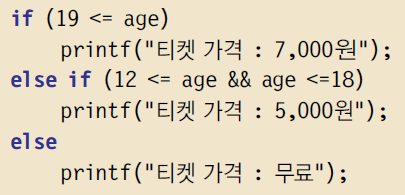 if (19 <= age)
printf("티켓 가격 : 7,000원");
else if (12 <= age && age <=18)
printf("티켓 가격 : 5,000원");
else
printf("티켓 가격 : 무료");